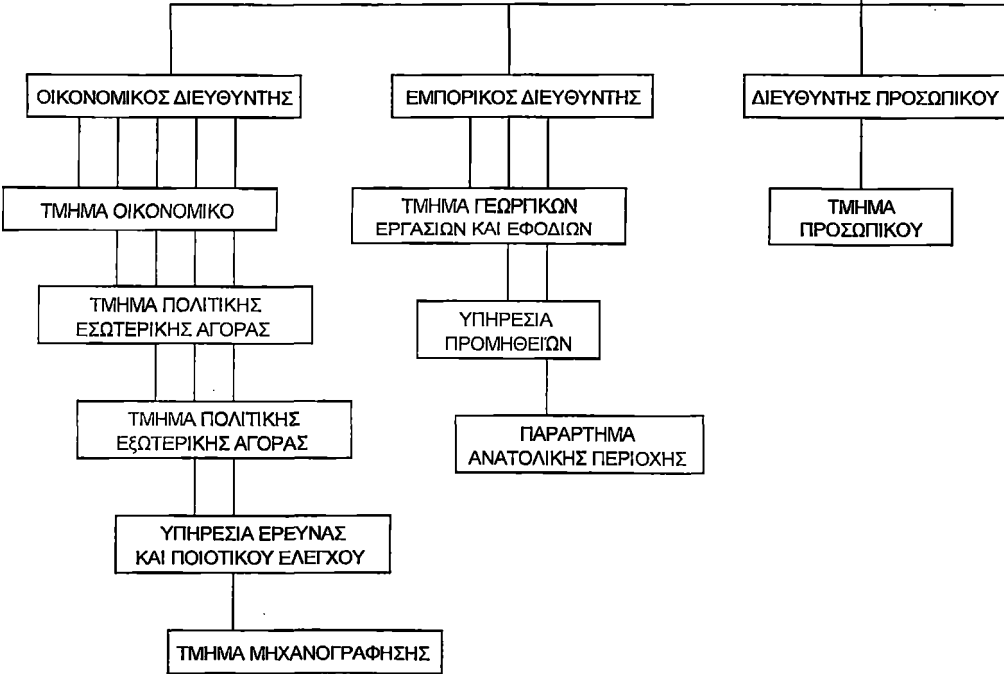 ΟΙΚΟΝΟΜΙΚΟΣ ΔΙΕΥΘΥΝΤΗΣ
ΤΜΗΜΑ ΟΙΚΟΝΟΜΙΚΟ
ΤΜΗΜΑ ΠΟΛΙΤΙΚΗΣ
ΕΣΩΤΕΡΙΚΗΣ ΑΓΟΡΑΣ
ΤΜΗΜΑ ΠΟΛΙΤΙΚΗΣ
ΕξΩΤΕΡΙΚΗΣ ΑΓΟΡΑΣ
ΥΠΗΡΕΣΙΑ ΕΡΕΥΝΑΣ
ΚΑΙ ΠΟΙΟΤΙΚΟΥ ΕΛΕΓΧΟΥ
ΤΜΗΜΑ ΜΗΧΑΝΟΓΡΑΦΗΣΗΣ
ΕΜΠΟΡΙΚΟΣ ΔΙΕΥΘΥΝΤΗΣ
ΤΜΗΜΑ ΓΕΩΡΓΙΚΩΝ
ΕΡΓΑΣΙΩΝ ΚΑΙ ΕΦΟΔΙΩΝ
ΥΠΗΡΕΣΙΑ
ΠΡΟΜΗΘΕΙΏΝ
ΠΑΡΑΡΤΗΜΑ
ΑΝΑΤΟΛΙΚΗΣ ΠΕΡΙΟΧΗΣ
ΔΙΕΥΘΥΝΤΗΣ ΠΡΟΣΩΠΙΚΟΥ
ΤΜΗΜΑ
ΠΡΟΣΩΠΙΚΟΥ